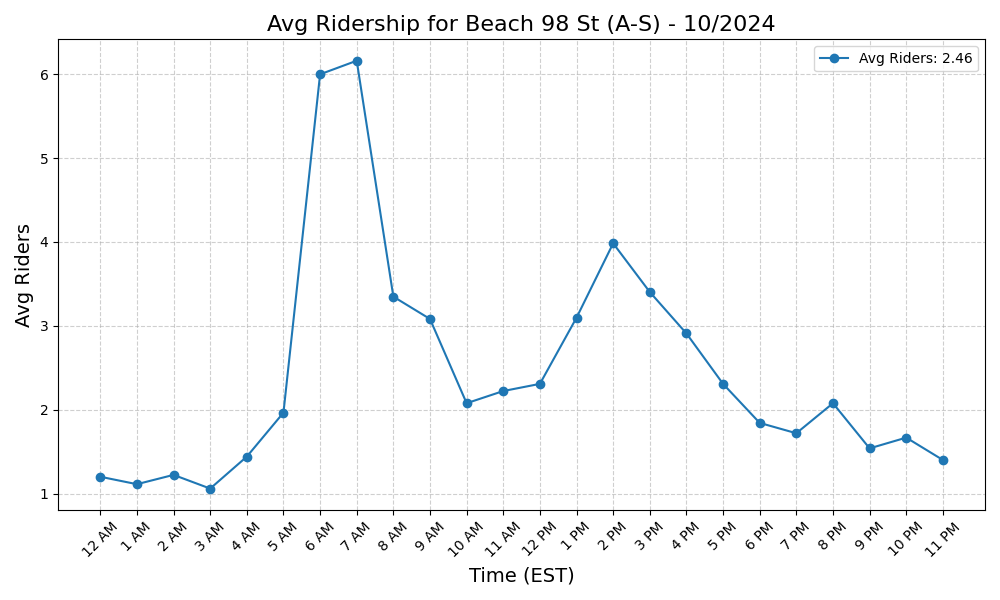 Avg Ridership for Beach 98 St (A-S) - 10/2024
Avg Riders: 2.46
Avg Riders
6
5
4
3
2
1
12 AM 1 AM 2 AM 3 AM 4 AM 5 AM 6 AM 7 AM 8 AM 9 AM 10 AM 11 AM 12 PM 1 PM 2 PM 3 PM 4 PM 5 PM 6 PM 7 PM 8 PM 9 PM 10 PM 11 PM
Time (EST)